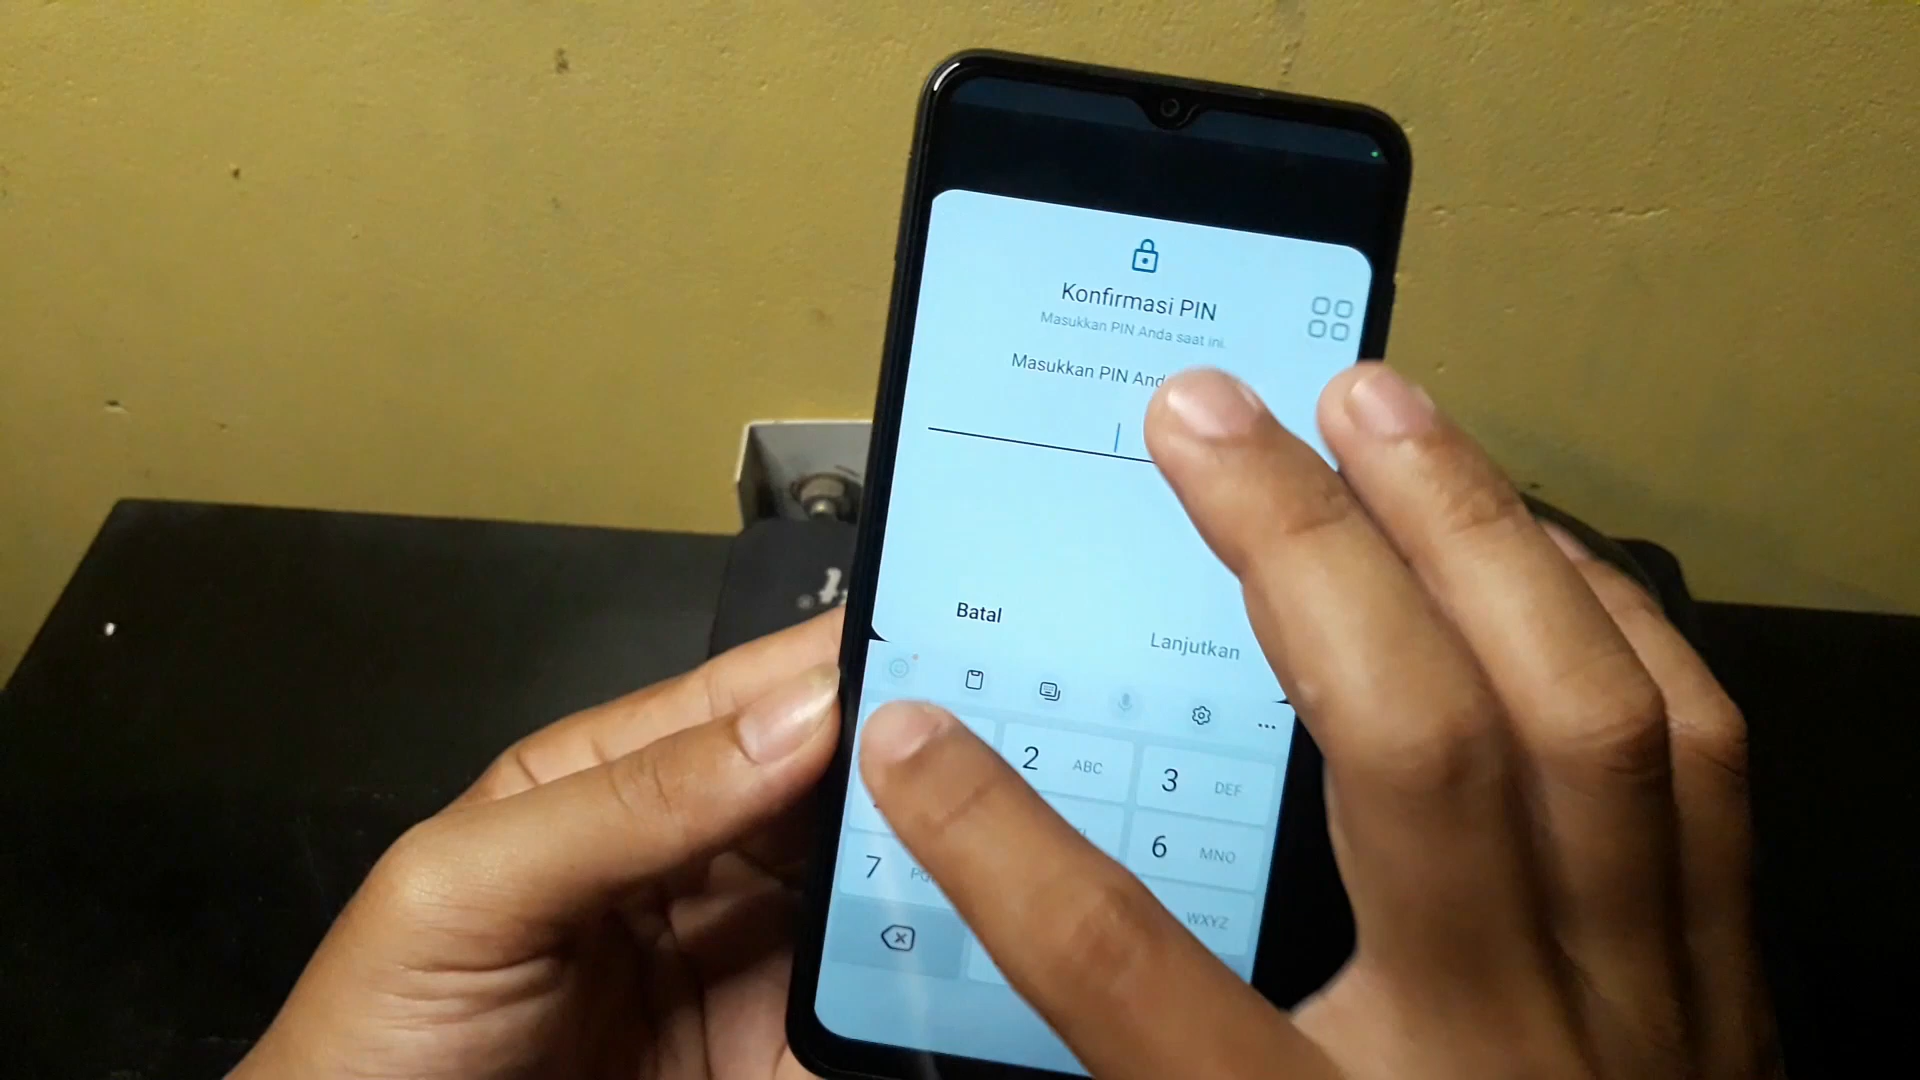 Konfirmasi PIN
Masukkan PIN Anda saat ini.
Masukkan PIN Anda
Batal
Lanjutkan
2 ABC
3 DEF
6 MNO
7
WXYZ